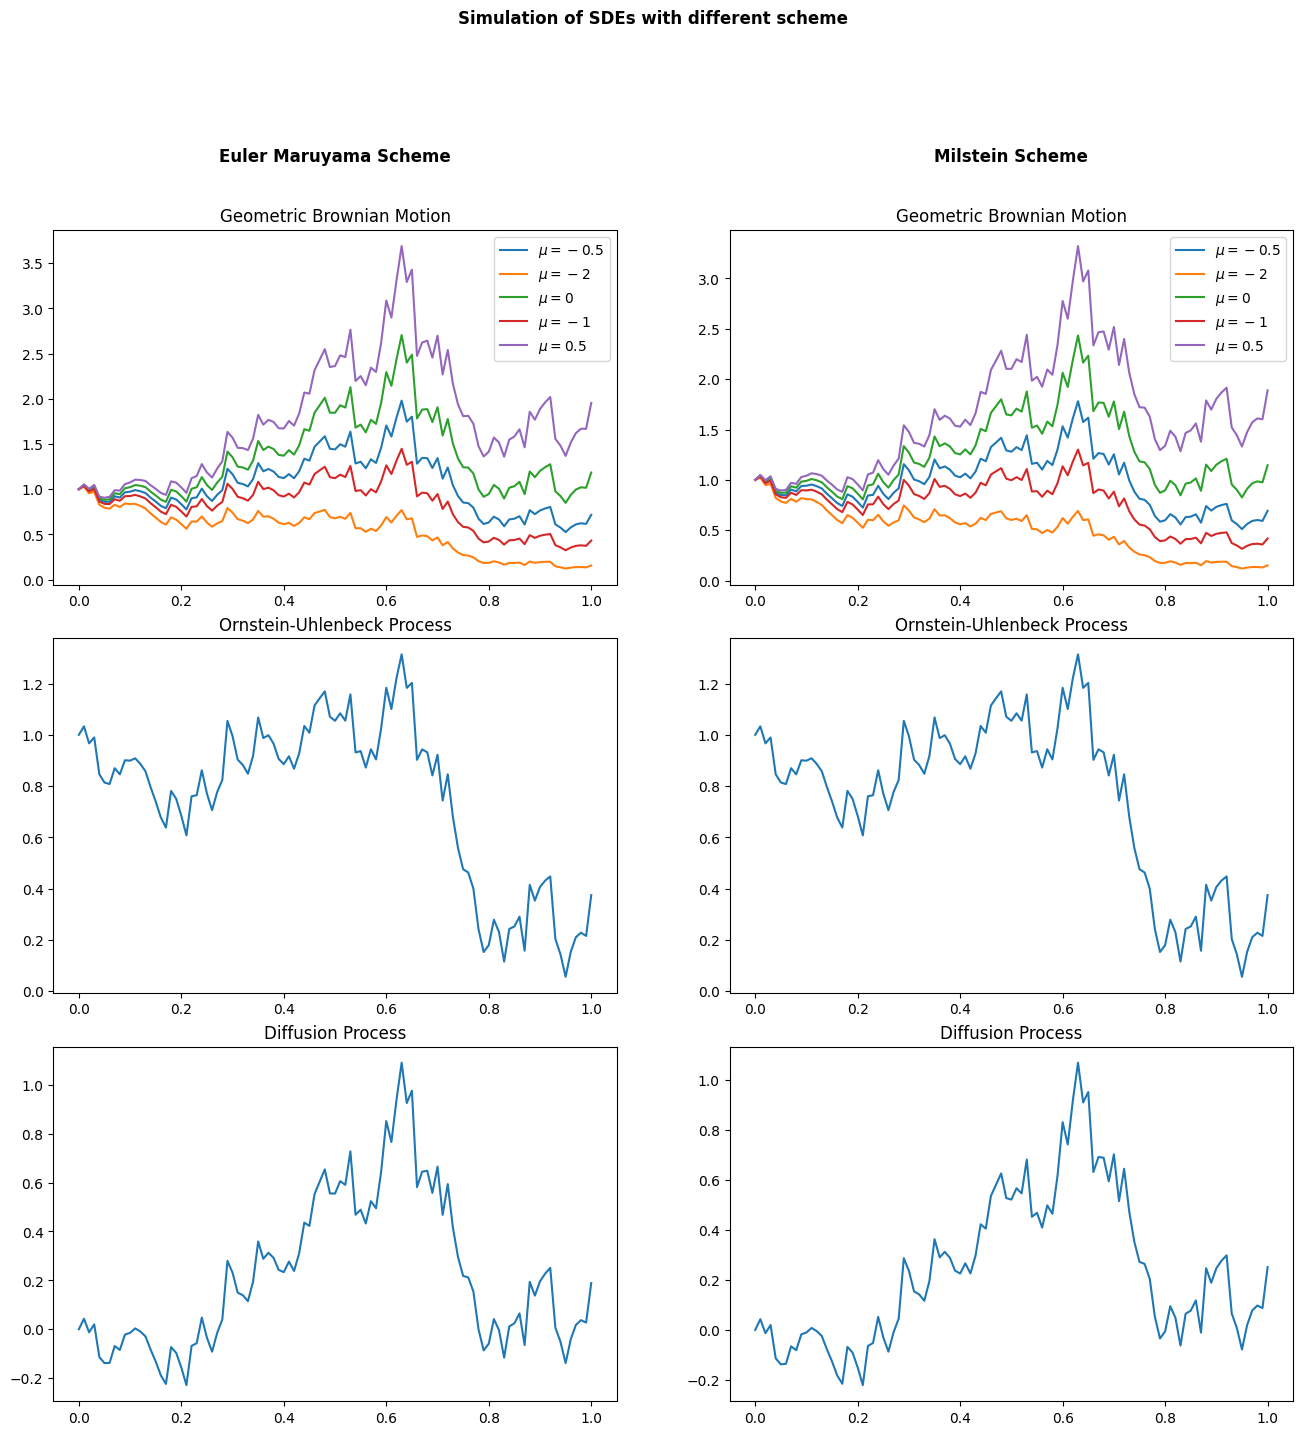 Simulation of SDEs with different scheme
Euler Maruyama Scheme
Geometric Brownian Motion
μ = − 0.5
μ = − 2
μ = 0
μ = − 1
μ = 0.5
3.5
3.0
2.5
2.0
1.5
1.0
0.5
0.0
0.0 0.2 0.4 0.6 0.8 1.0
Milstein Scheme
Geometric Brownian Motion
μ = − 0.5
μ = − 2
μ = 0
μ = − 1
μ = 0.5
3.0
2.5
2.0
1.5
1.0
0.5
0.0
0.0 0.2 0.4 0.6 0.8 1.0
Ornstein-Uhlenbeck Process
1.2
1.0
0.8
0.6
0.4
0.2
0.0
0.0 0.2 0.4 0.6 0.8 1.0
Ornstein-Uhlenbeck Process
1.2
1.0
0.8
0.6
0.4
0.2
0.0
0.0 0.2 0.4 0.6 0.8 1.0
Diffusion Process
1.0
0.8
0.6
0.4
0.2
0.0
−0.2
0.0 0.2 0.4 0.6 0.8 1.0
Diffusion Process
1.0
0.8
0.6
0.4
0.2
0.0
−0.2
0.0 0.2 0.4 0.6 0.8 1.0